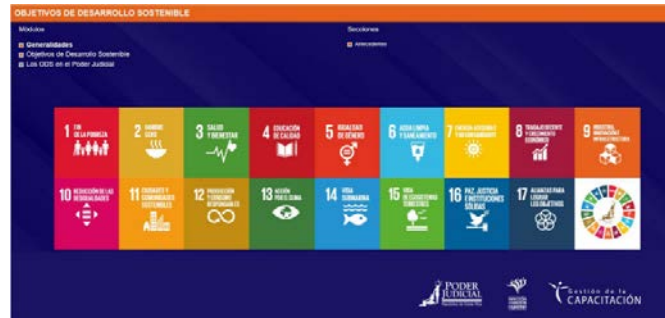 OBJETIVOS DE DESARROLLO SOSTENIBLE
Módulos
Generalidades
Objetivos de Desarrollo Sostenible
Los ODS en el Poder Judicial
Secciones
Antecedentes
1 FIN
DE LA POBREZA
2 HAMBRE
CERO
3 SALUD
Y BIENESTAR
4 EDUCACIÓN
DE CALIDAD
5 IGUALDAD
DE GÉNERO
6 AGUA LIMPIA
Y SANEAMIENTO
7 ENERGÍA ASEQUIBLE
Y NO CONTAMINANTE
8 TRABAJO DECENTE
Y CRECIMIENTO
ECONÓMICO
9 INDUSTRIA,
INNOVACIÓN E
INFRAESTRUCTURA
10 REDUCCIÓN DE LAS
DESIGUALDADES
11 CIUDADES Y
COMUNIDADES
SOSTENIBLES
12 PRODUCCIÓN
Y CONSUMO
RESPONSABLES
13 ACCIÓN
POR EL CLIMA
14 VIDA
SUBMARINA
15 VIDA
DE ECOSISTEMAS
TERRESTRES
16 PAZ, JUSTICIA
E INSTITUCIONES
SÓLIDAS
17 ALIANZAS PARA
LOGRAR
LOS OBJETIVOS
PODER
JUDICIAL
Gestión de la
CAPACITACIÓN